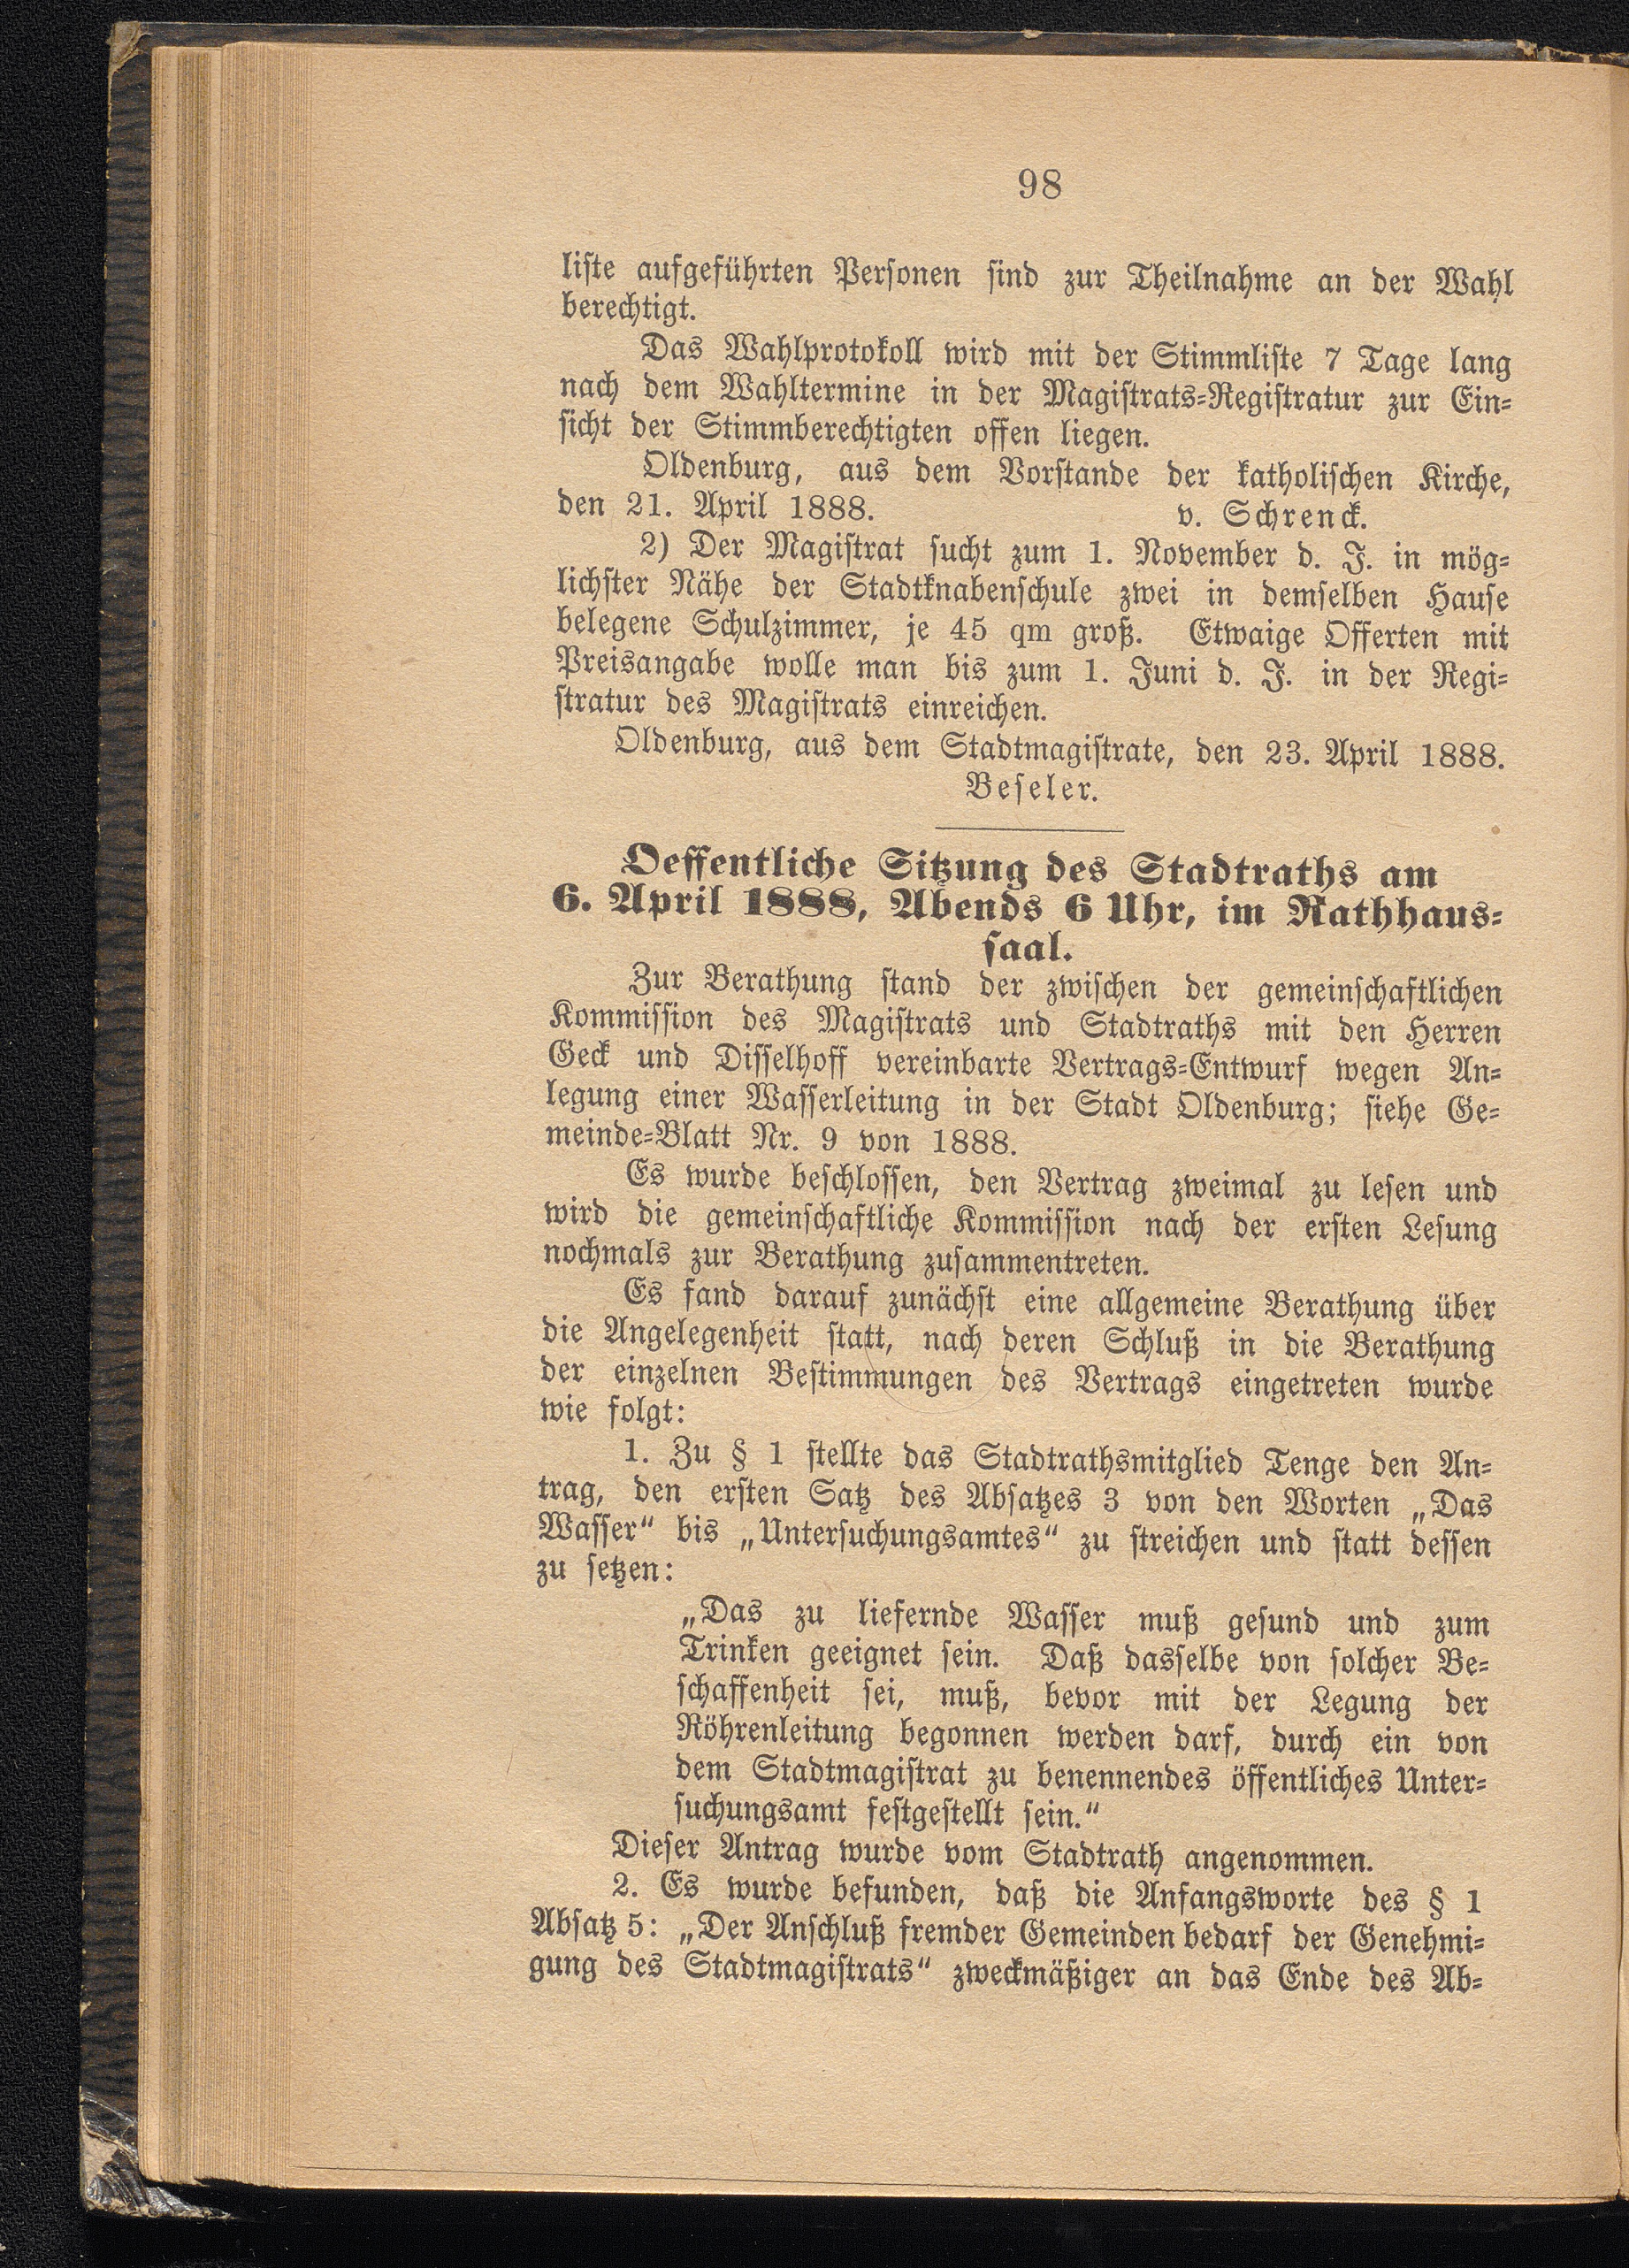 98
liste aufgeführten Personen sind zur Theilnahme an der Wahl
berechtigt.
Das Wahlprotokoll wird mit der Stimmliste 7 Tage lang
nach dem Wahltermine in der Magistrats-Registratur zur Ein-
sicht der Stimmberechtigten offen liegen.
Oldenburg, aus dem Vorstande der katholischen Kirche,
den 21. April 1888. v. Schrenck.
2) Der Magistrat sucht zum 1. November d. J. in mög-
lichster Nähe der Stadtknabenschule zwei in demselben Hause
belegene Schulzimmer, je 45 qm groß. Etwaige Offerten mit
Preisangabe wolle man bis zum 1. Juni d. J. in der Regi-
stratur des Magistrats einreichen.
Oldenburg, aus dem Stadtmagistrate, den 23. April 1888.
Beseler.
Oeffentliche Sitzung des Stadtraths am
6. April 1888, Abends 6 Uhr, im Rathhaus-
saal.
Zur Berathung stand der zwischen der gemeinschaftlichen
Kommission des Magistrats und Stadtraths mit den Herren
Geck und Disselhoff vereinbarte Vertrags-Entwurf wegen An-
legung einer Wasserleitung in der Stadt Oldenburg; siehe Ge-
meinde-Blatt Nr. 9 von 1888.
Es wurde beschlossen, den Vertrag zweimal zu lesen und
wird die gemeinschaftliche Kommission nach der ersten Lesung
nochmals zur Berathung zusammentreten.
Es fand darauf zunächst eine allgemeine Berathung über
die Angelegenheit statt, nach deren Schluß in die Berathung
der einzelnen Bestimmungen des Vertrags eingetreten wurde
wie folgt:
1. Zu § 1 stellte das Stadtrathsmitglied Tenge den An-
trag, den ersten Satz des Absatzes 3 von den Worten „Das
Wasser“ bis „Untersuchungsamtes“ zu streichen und statt dessen
zu setzen:
„Das zu liefernde Wasser muß gesund und zum
Trinken geeignet sein. Daß dasselbe von solcher Be-
schaffenheit sei, muß, bevor mit der Legung der
Röhrenleitung begonnen werden darf, durch ein von
dem Stadtmagistrat zu benennendes öffentliches Unter-
suchungsamt festgestellt sein.“
Dieser Antrag wurde vom Stadtrath angenommen.
2. Es wurde befunden, daß die Anfangsworte des § 1
Absatz 5: „Der Anschluß fremder Gemeinden bedarf der Genehmi-
gung des Stadtmagistrats“ zweckmäßiger an das Ende des Ab-